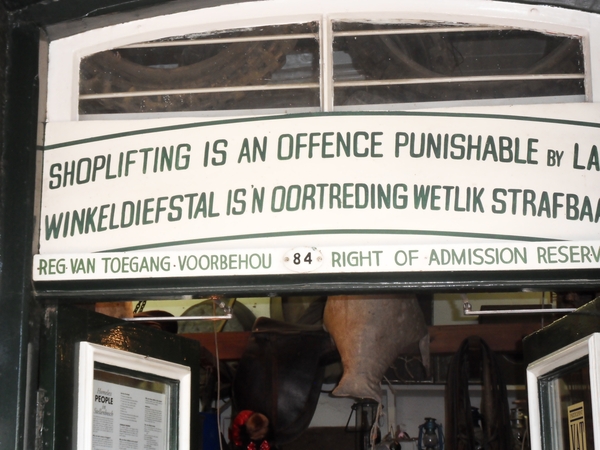 SHOPLIFTING IS AN OFFENCE PUNISHABLE BY LA
WINKELDIEFSTAL IS 'N OORTREDING WETLIK STRAFBAA
REG VAN TOEGANG VOORBEHOU 84 RIGHT OF ADMISSION RESERV
PEOPLE